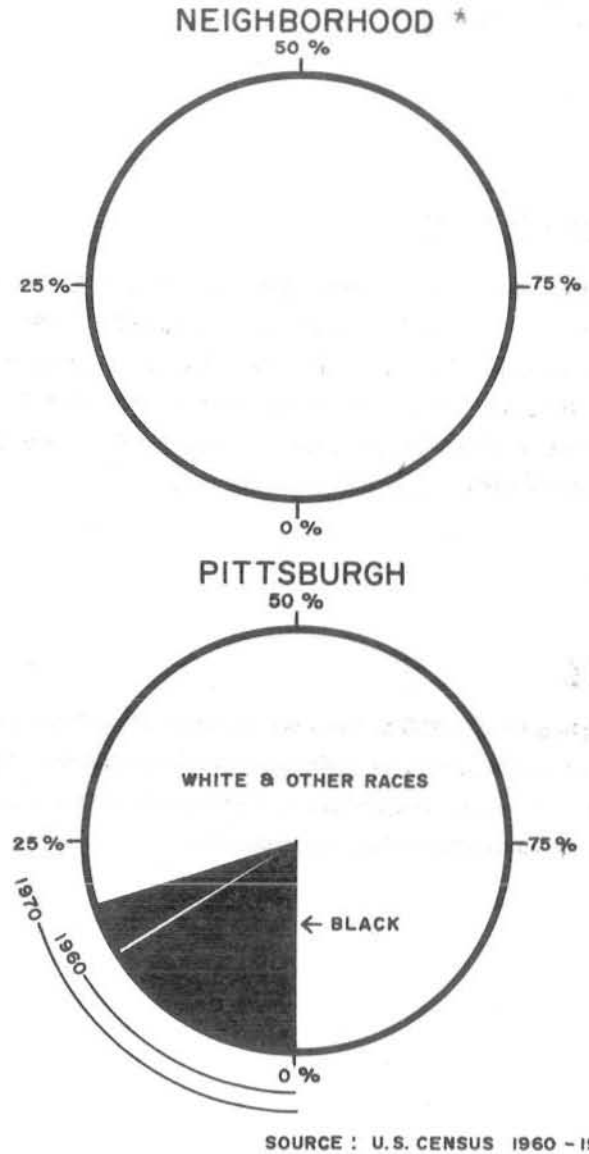 NEIGHBORHOOD *
50 %
25 %
75 %
0 %
PITTSBURGH
50 %
WHITE & OTHER RACES
25 %
75 %
← BLACK
1970
1960
0 %
SOURCE : U.S. CENSUS 1960 -